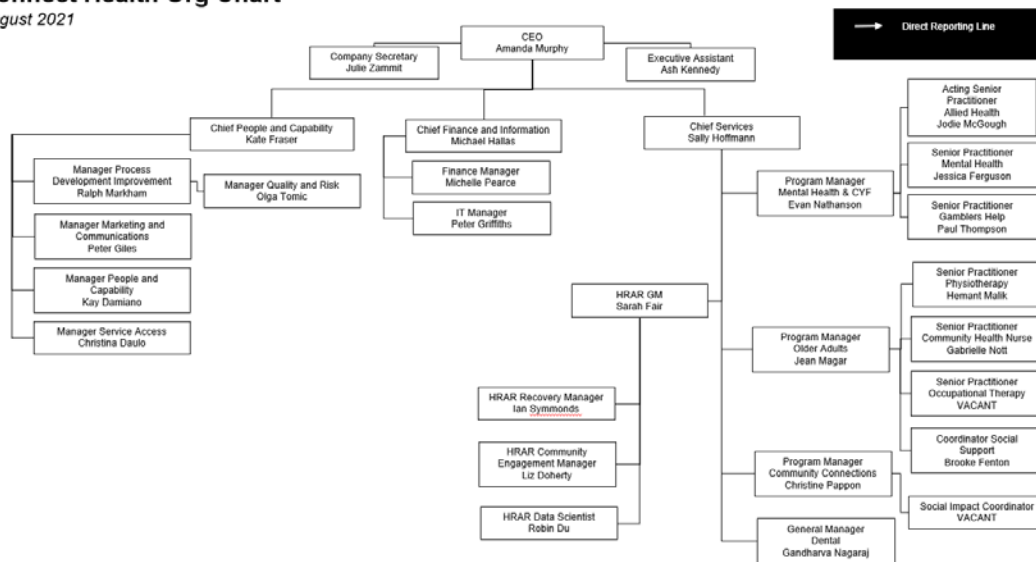 onnect Health Org Chart
gust 2021
Direct Reporting Line
CEO
Amanda Murphy
Company Secretary
Julie Zammit
Executive Assistant
Ash Kennedy
Chief People and Capability
Kate Fraser
Chief Finance and Information
Michael Hallas
Chief Services
Sally Hoffmann
Manager Process
Development Improvement
Ralph Markham
Manager Quality and Risk
Olga Tomic
Manager Marketing and
Communications
Peter Giles
Manager People and
Capability
Kay Damiano
Manager Service Access
Christina Daulo
Finance Manager
Michelle Pearce
IT Manager
Peter Griffiths
HRAR GM
Sarah Fair
HRAR Recovery Manager
Ian Symmonds
HRAR Community
Engagement Manager
Liz Doherty
HRAR Data Scientist
Robin Du
Program Manager
Mental Health & CYF
Evan Nathanson
Acting Senior
Practitioner
Allied Health
Jodie McGough
Senior Practitioner
Mental Health
Jessica Ferguson
Senior Practitioner
Gamblers Help
Paul Thompson
Program Manager
Older Adults
Jean Magar
Senior Practitioner
Physiotherapy
Hemant Malik
Senior Practitioner
Community Health Nurse
Gabrielle Nott
Senior Practitioner
Occupational Therapy
VACANT
Coordinator Social
Support
Brooke Fenton
Program Manager
Community Connections
Christine Pappon
Social Impact Coordinator
VACANT
General Manager
Dental
Gandharva Nagaraj